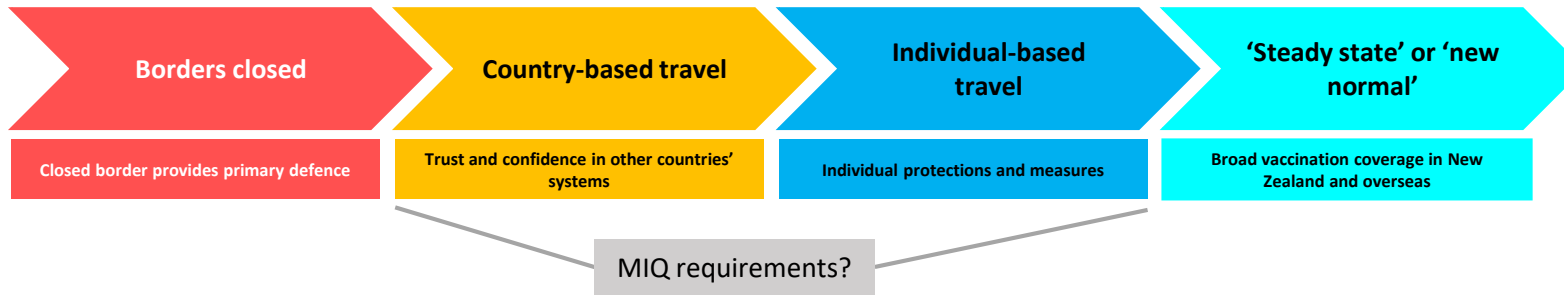 Borders closed
Country-based travel
Individual-based
travel
‘Steady state’ or ‘new
normal’
Closed border provides primary defence
Trust and confidence in other countries’
systems
Individual protections and measures
Broad vaccination coverage in New
Zealand and overseas
MIQ requirements?